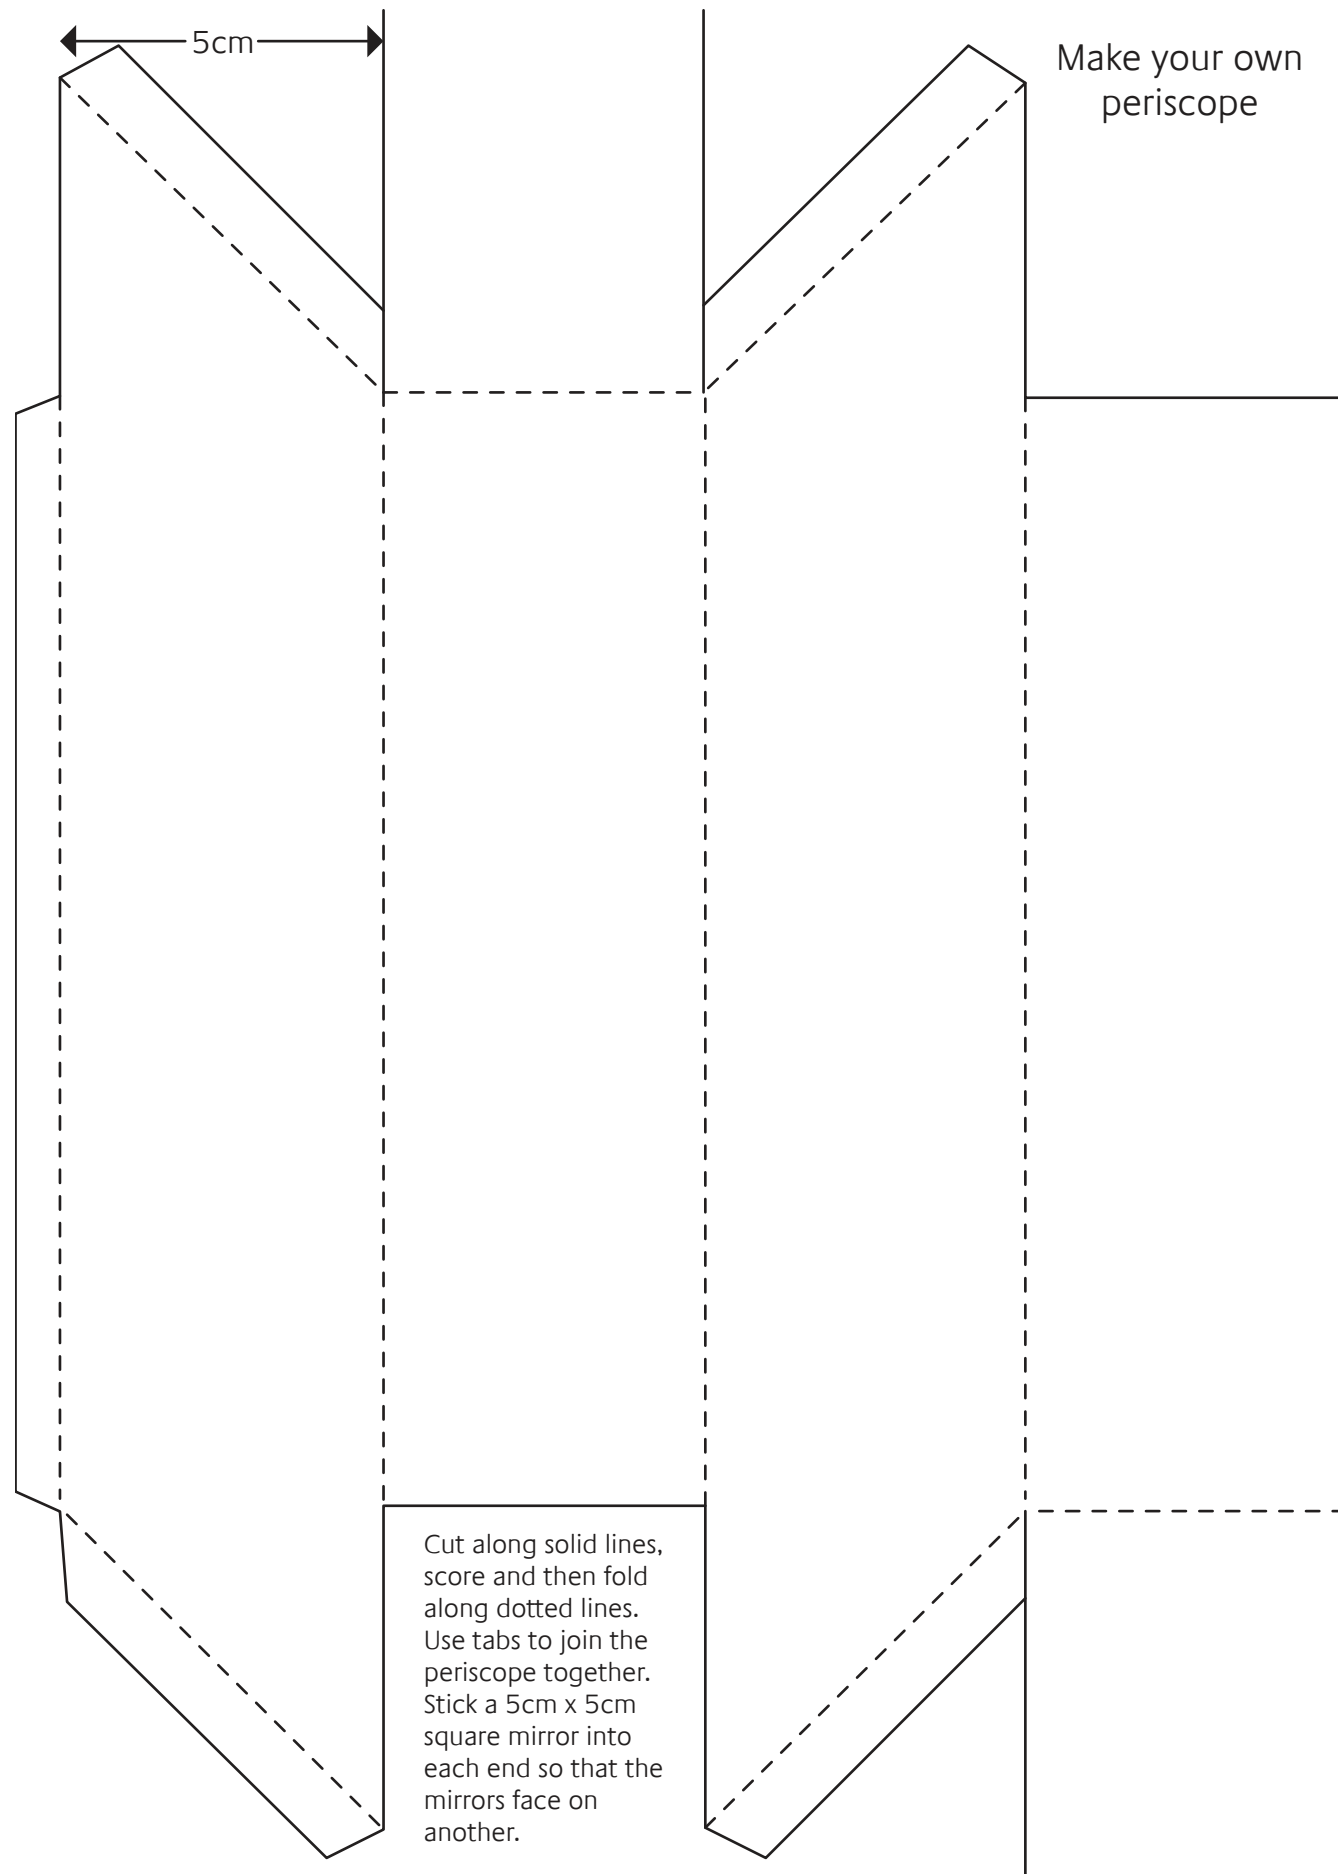 5cm
Make your own
periscope
Cut along solid lines,
score and then fold
along dotted lines.
Use tabs to join the
periscope together.
Stick a 5cm x 5cm
square mirror into
each end so that the
mirrors face on
another.